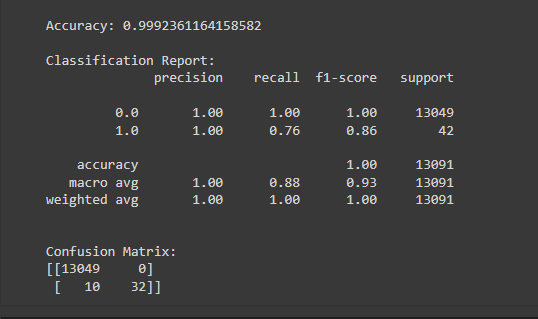 Accuracy: 0.9992361164158582
Classification Report:
precision recall f1-score support
0.0 1.00 1.00 1.00 13049
1.0 1.00 0.76 0.86 42
accuracy 1.00 13091
macro avg 1.00 0.88 0.93 13091
weighted avg 1.00 1.00 1.00 13091
Confusion Matrix:
[[13049 0]
[ 10 32]]